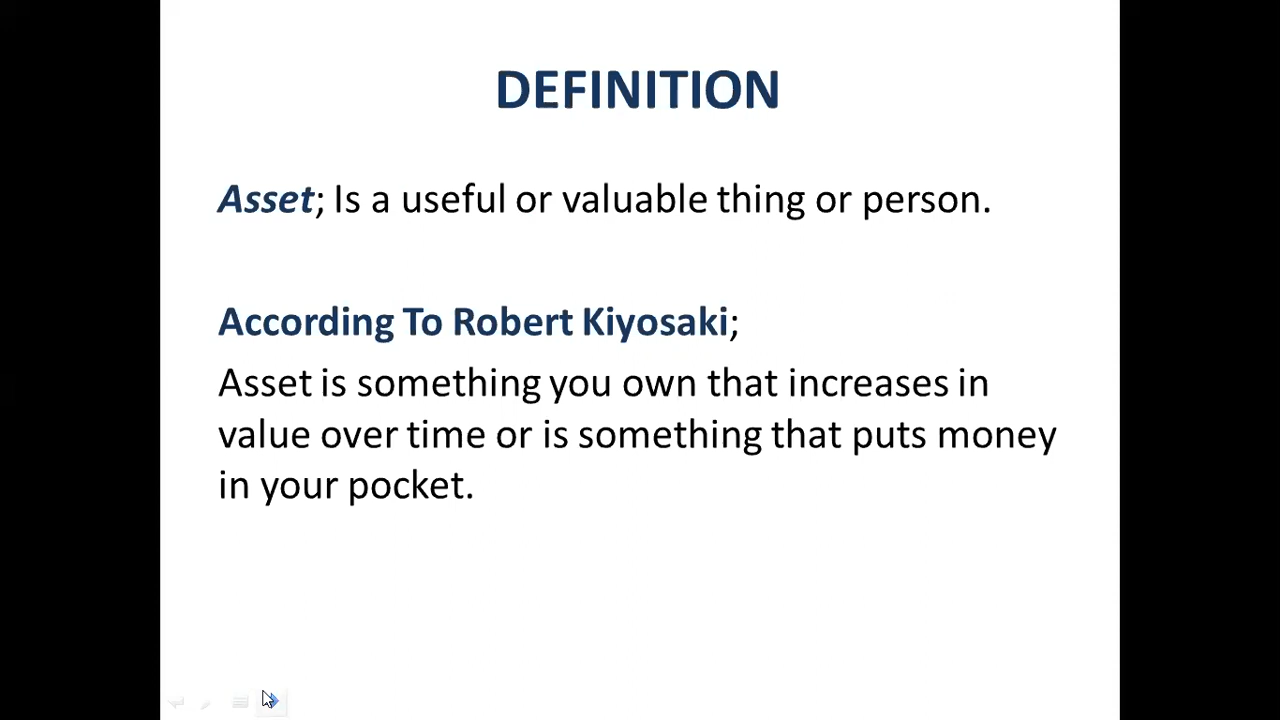 DEFINITION
Asset; Is a useful or valuable thing or person.
According To Robert Kiyosaki;
Asset is something you own that increases in
value over time or is something that puts money
in your pocket.